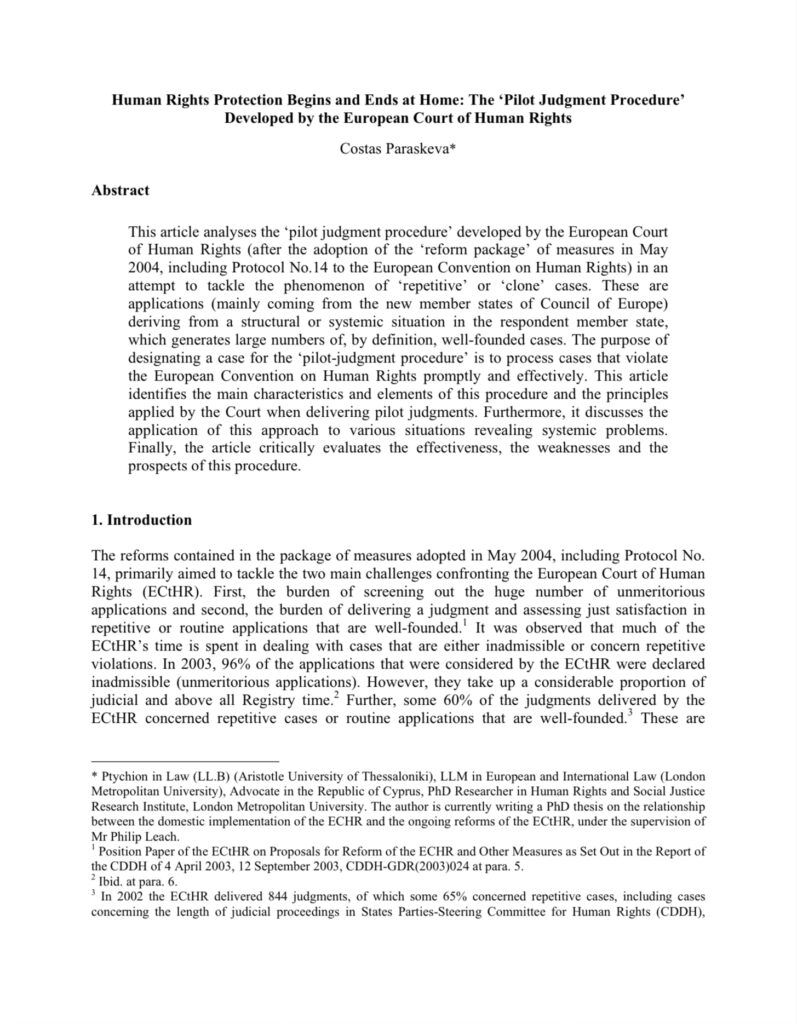 Human Rights Protection Begins and Ends at Home: The ‘Pilot Judgment Procedure’
Developed by the European Court of Human Rights
Costas Paraskeva*
Abstract
This article analyses the ‘pilot judgment procedure’ developed by the European Court
of Human Rights (after the adoption of the ‘reform package’ of measures in May
2004, including Protocol No.14 to the European Convention on Human Rights) in an
attempt to tackle the phenomenon of ‘repetitive’ or ‘clone’ cases. These are
applications (mainly coming from the new member states of Council of Europe)
deriving from a structural or systemic situation in the respondent member state,
which generates large numbers of, by definition, well-founded cases. The purpose of
designating a case for the ‘pilot-judgment procedure’ is to process cases that violate
the European Convention on Human Rights promptly and effectively. This article
identifies the main characteristics and elements of this procedure and the principles
applied by the Court when delivering pilot judgments. Furthermore, it discusses the
application of this approach to various situations revealing systemic problems.
Finally, the article critically evaluates the effectiveness, the weaknesses and the
prospects of this procedure.
1. Introduction
The reforms contained in the package of measures adopted in May 2004, including Protocol No.
14, primarily aimed to tackle the two main challenges confronting the European Court of Human
Rights (ECtHR). First, the burden of screening out the huge number of unmeritorious
applications and second, the burden of delivering a judgment and assessing just satisfaction in
repetitive or routine applications that are well-founded.1 It was observed that much of the
ECtHR’s time is spent in dealing with cases that are either inadmissible or concern repetitive
violations. In 2003, 96% of the applications that were considered by the ECtHR were declared
inadmissible (unmeritorious applications). However, they take up a considerable proportion of
judicial and above all Registry time.2 Further, some 60% of the judgments delivered by the
ECtHR concerned repetitive cases or routine applications that are well-founded.3 These are
* Ptychion in Law (LL.B) (Aristotle University of Thessaloniki), LLM in European and International Law (London
Metropolitan University), Advocate in the Republic of Cyprus, PhD Researcher in Human Rights and Social Justice
Research Institute, London Metropolitan University. The author is currently writing a PhD thesis on the relationship
between the domestic implementation of the ECHR and the ongoing reforms of the ECtHR, under the supervision of
Mr Philip Leach.
1 Position Paper of the ECtHR on Proposals for Reform of the ECHR and Other Measures as Set Out in the Report of
the CDDH of 4 April 2003, 12 September 2003, CDDH-GDR(2003)024 at para. 5.
2 Ibid. at para. 6.
3 In 2002 the ECtHR delivered 844 judgments, of which some 65% concerned repetitive cases, including cases
concerning the length of judicial proceedings in States Parties-Steering Committee for Human Rights (CDDH),